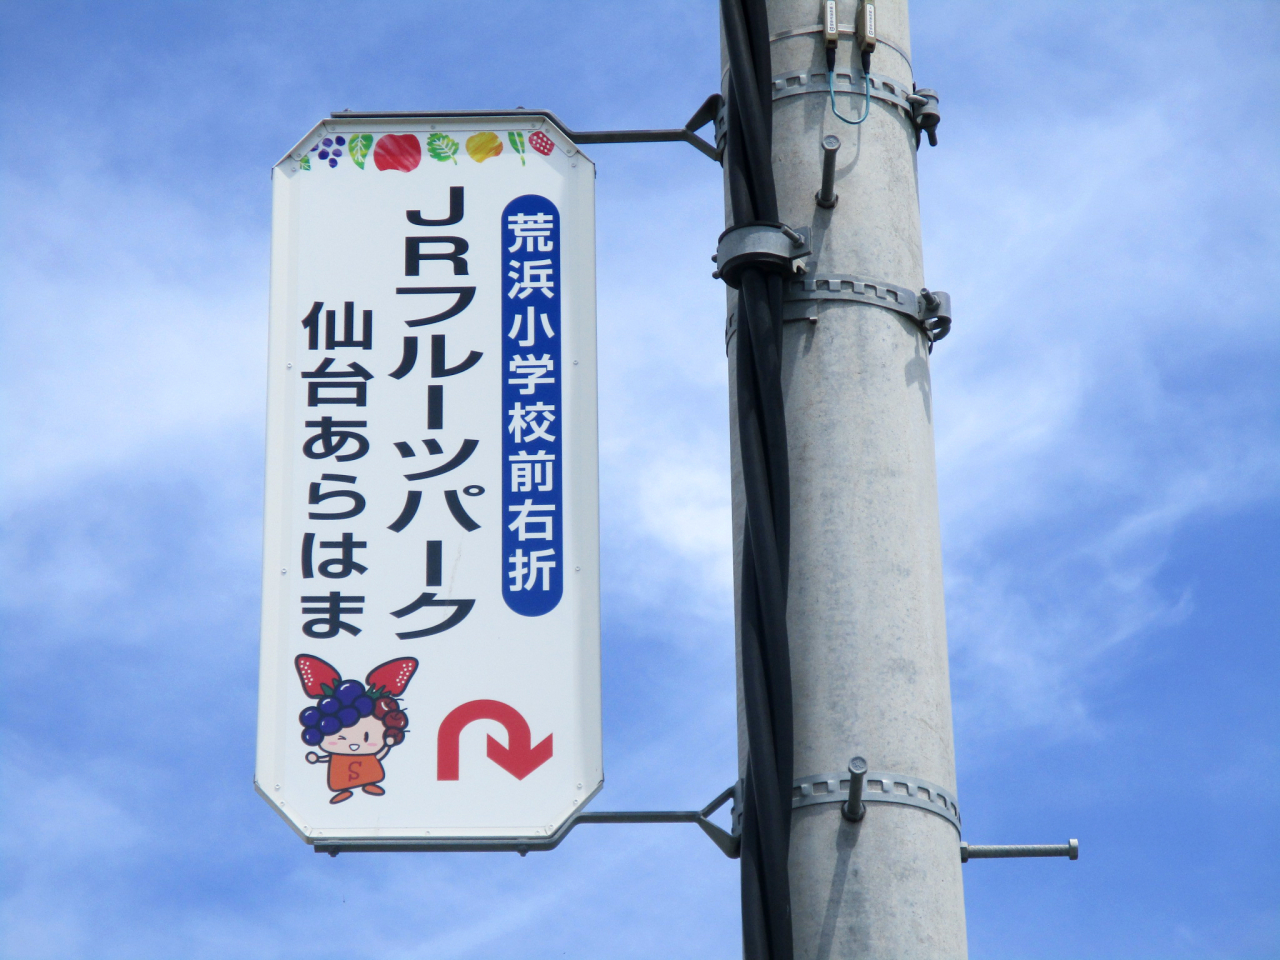 荒浜小学校前右折
JRフルーツパーク
仙台あらはま
S